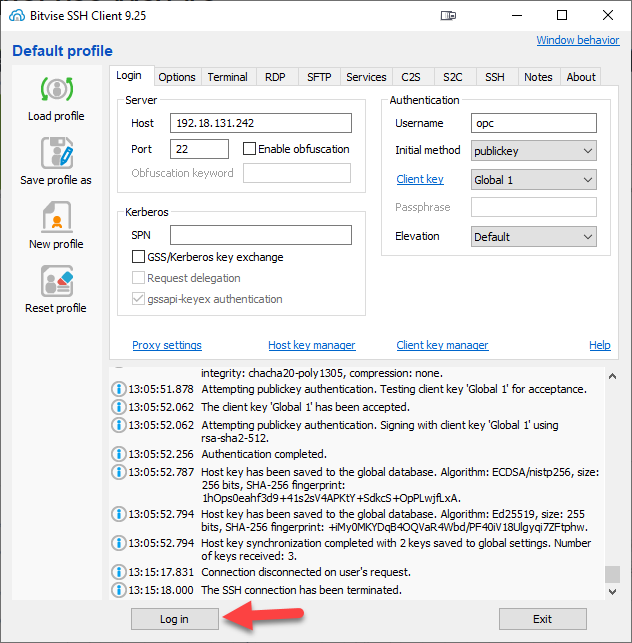 Bitvise SSH Client 9.25
Default profile
Window behavior
Load profile
Save profile as
New profile
Reset profile
Login Options Terminal RDP SFTP Services C2S S2C SSH Notes About
Server
Host 192.18.131.242
Port 22 Enable obfuscation
Obfuscation keyword
Kerberos
SPN
GSS/Kerberos key exchange
Request delegation
gssapi-keyex authentication
Authentication
Username opc
Initial method publickey
Client key Global 1
Passphrase
Elevation Default
Proxy settings Host key manager Client key manager Help
integrity: chacha20-poly1305, compression: none.
13:05:51.878 Attempting publickey authentication. Testing client key 'Global 1' for acceptance.
13:05:52.062 The client key 'Global 1' has been accepted.
13:05:52.062 Attempting publickey authentication. Signing with client key 'Global 1' using
rsa-sha2-512.
13:05:52.256 Authentication completed.
13:05:52.787 Host key has been saved to the global database. Algorithm: ECDSA/nistp256, size:
256 bits, SHA-256 fingerprint:
1hOps0eahf3d9+41s2sV4APKtY+SdkcS+OpPLwjfLxA.
13:05:52.794 Host key has been saved to the global database. Algorithm: Ed25519, size: 255
bits, SHA-256 fingerprint: +iMy0MKYDqB4OQVaR4Wbd/PF40iV18Ulgyqi7ZFtphw.
13:05:52.794 Host key synchronization completed with 2 keys saved to global settings. Number
of keys received: 3.
13:15:17.831 Connection disconnected on user's request.
13:15:18.000 The SSH connection has been terminated.
Log in Exit